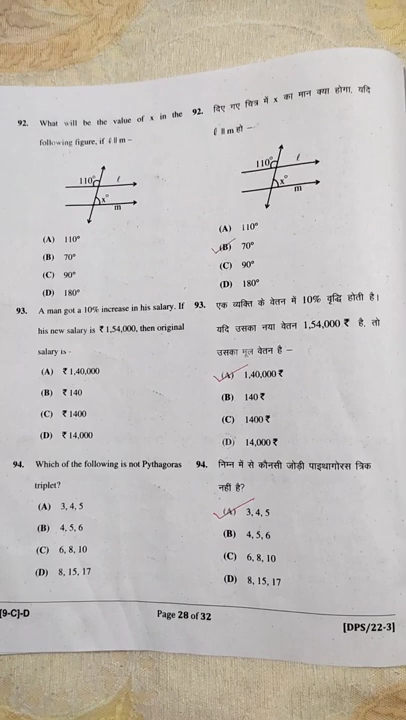 92. What will be the value of x in the
following figure, if ℓ ॥ m –
110° ℓ
x°
m
(A) 110°
(B) 70°
(C) 90°
(D) 180°
93. A man got a 10% increase in his salary. If
his new salary is ₹ 1,54,000, then original
salary is -
(A) ₹ 1,40,000
(B) ₹ 140
(C) ₹ 1400
(D) ₹ 14,000
94. Which of the following is not Pythagoras
triplet?
(A) 3, 4, 5
(B) 4, 5, 6
(C) 6, 8, 10
(D) 8, 15, 17
92. दिए गए चित्र में x का मान क्या होगा, यदि
ℓ ॥ m हो –
110° ℓ
x°
m
(A) 110°
(B) 70°
(C) 90°
(D) 180°
93. एक व्यक्ति के वेतन में 10% वृद्धि होती है।
यदि उसका नया वेतन 1,54,000 ₹ है, तो
उसका मूल वेतन है –
(A) 1,40,000 ₹
(B) 140 ₹
(C) 1400 ₹
(D) 14,000 ₹
94. निम्न में से कौनसी जोड़ी पाइथागोरस त्रिक
नहीं है?
(A) 3, 4, 5
(B) 4, 5, 6
(C) 6, 8, 10
(D) 8, 15, 17
[9-C]-D Page 28 of 32 [DPS/22-3]